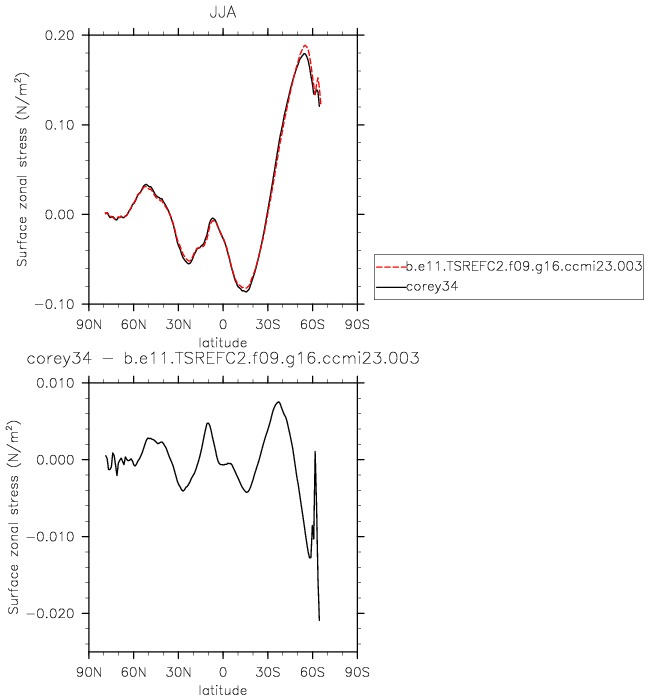 JJA
0.20
0.10
0.00
−0.10
Surface zonal stress (N/m²)
90N 60N 30N 0 30S 60S 90S
latitude
b.e11.TSREFC2.f09.g16.ccmi23.003
corey34
corey34 − b.e11.TSREFC2.f09.g16.ccmi23.003
0.010
0.000
−0.010
−0.020
Surface zonal stress (N/m²)
90N 60N 30N 0 30S 60S 90S
latitude